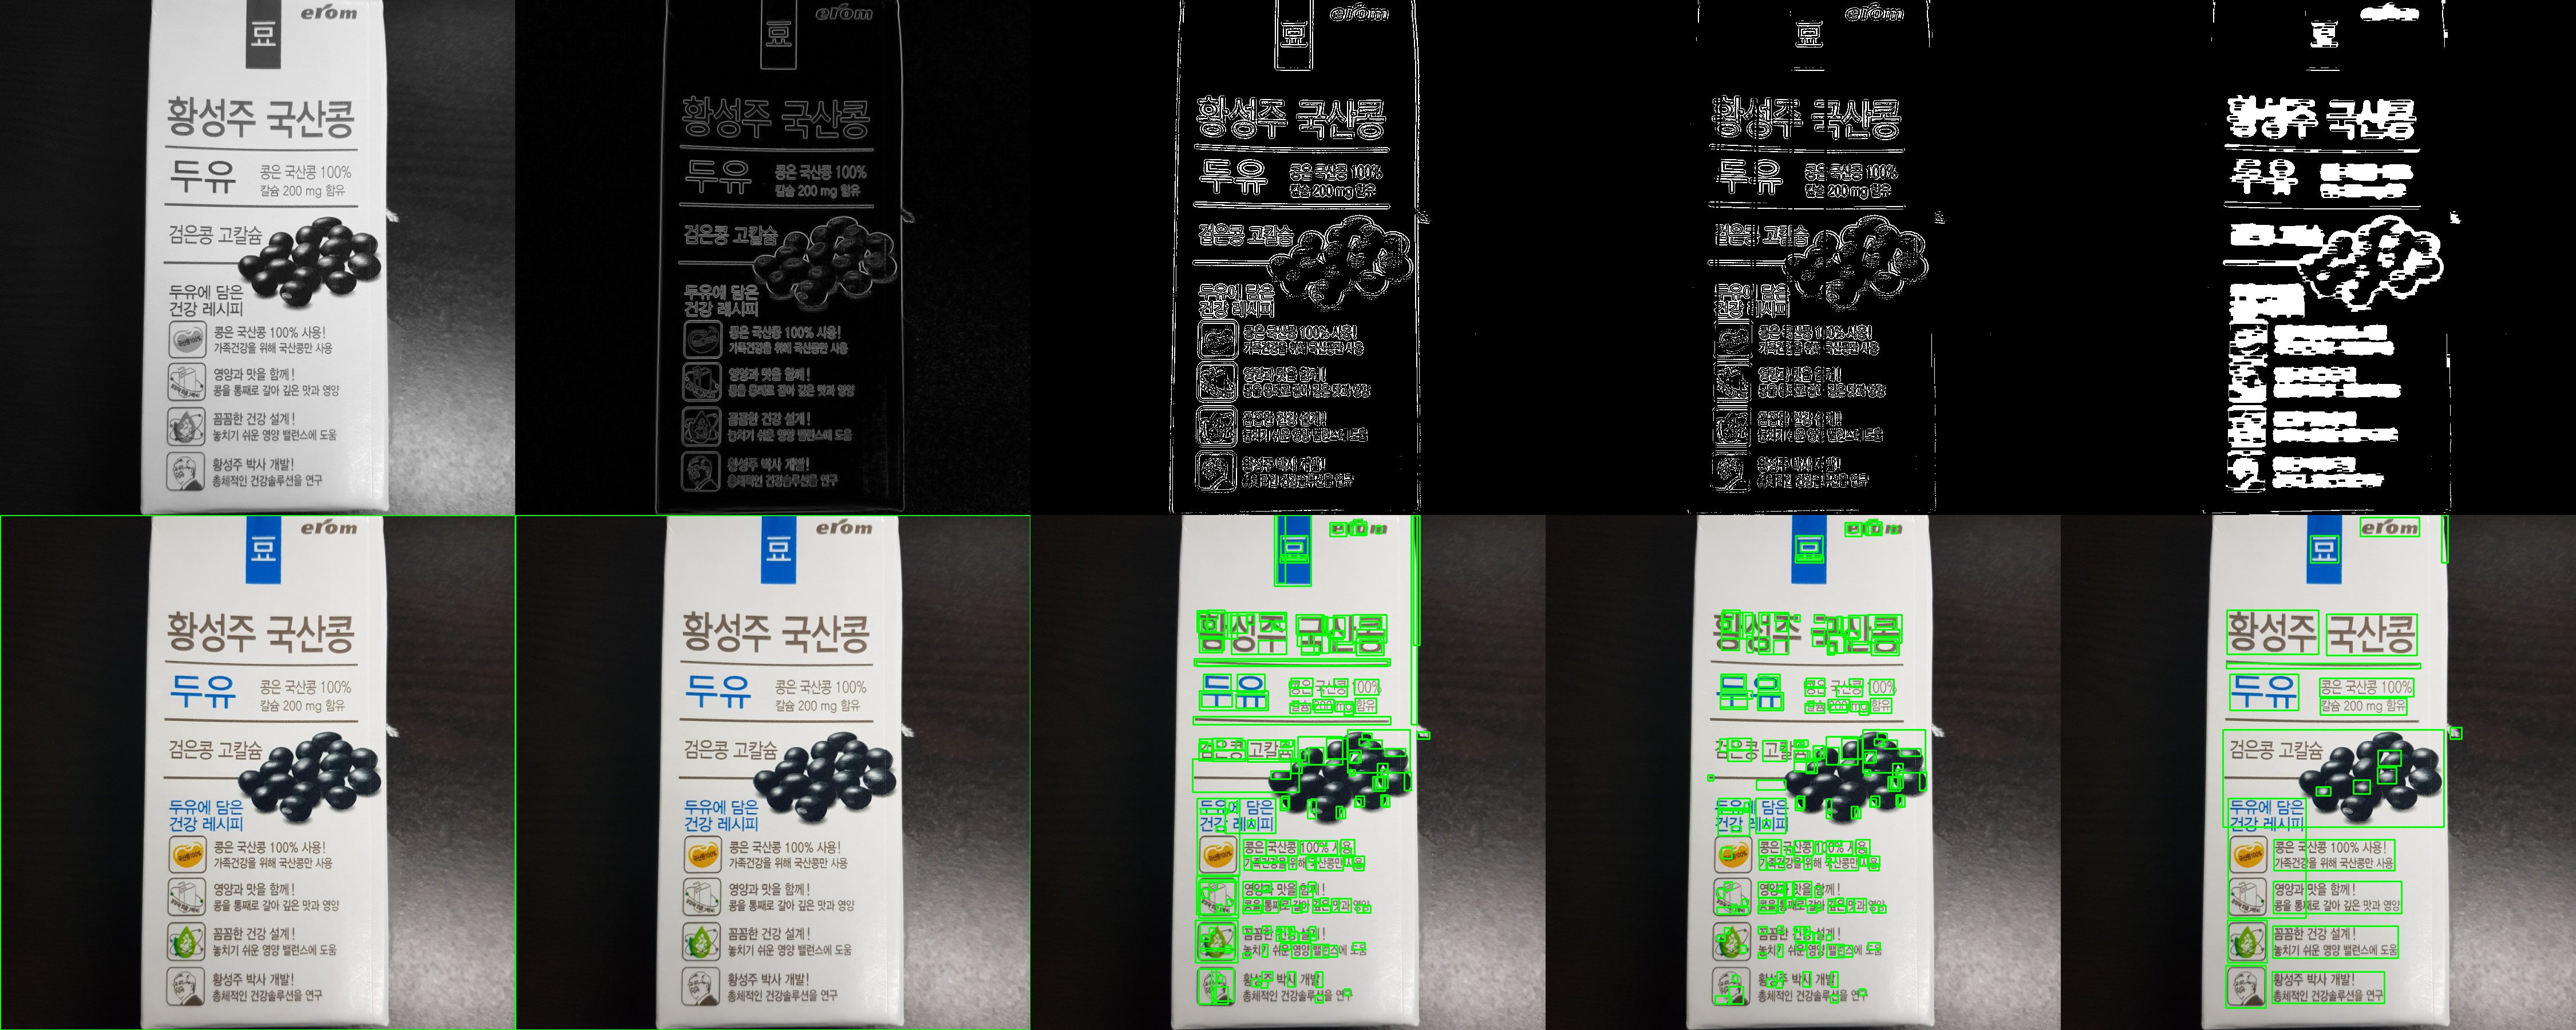 erom
묘
황성주 국산콩
두유
콩은 국산콩 100%
칼슘 200 mg 함유
검은콩 고칼슘
두유에 담은
건강 레시피
콩은 국산콩 100% 사용!
가족건강을 위해 국산콩만 사용
영양과 맛을 함께!
콩을 통째로 갈아 깊은 맛과 영양
꼼꼼한 건강 설계!
놓치기 쉬운 영양 밸런스에 도움
황성주 박사 개발!
총체적인 건강솔루션을 연구